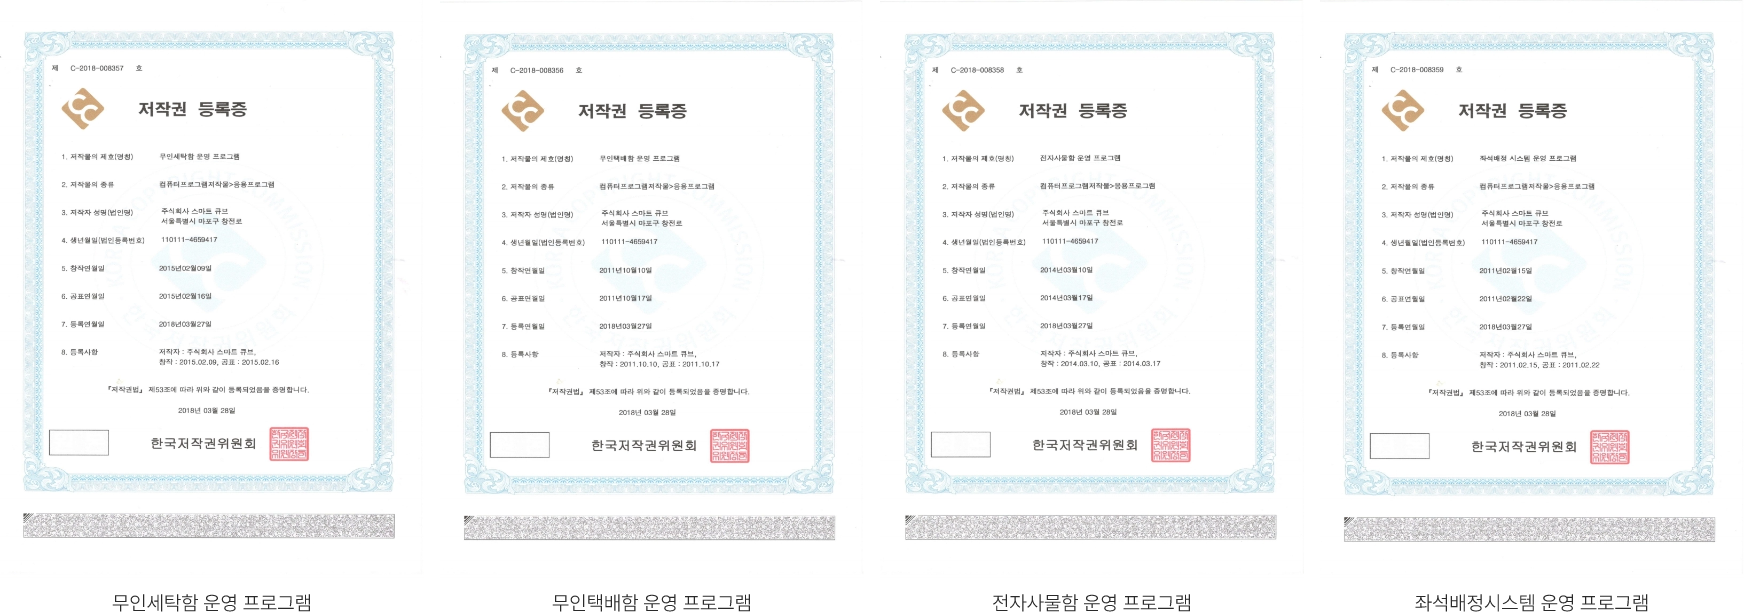 제 C-2018-008357 호
저작권 등록증
1. 저작물의 제호(명칭) 무인세탁함 운영 프로그램
2. 저작물의 종류 컴퓨터프로그램저작물>응용프로그램
3. 저작자 성명(법인명) 주식회사 스마트 큐브
서울특별시 마포구 창전로
4. 생년월일(법인등록번호) 110111-4659417
5. 창작연월일 2015년02월09일
6. 공표연월일 2015년02월16일
7. 등록연월일 2018년03월27일
8. 등록사항 저작자 : 주식회사 스마트 큐브,
창작 : 2015.02.09, 공표 : 2015.02.16
『저작권법』 제53조에 따라 위와 같이 등록되었음을 증명합니다.
2018년 03월 28일
한국저작권위원회
무인세탁함 운영 프로그램
제 C-2018-008356 호
저작권 등록증
1. 저작물의 제호(명칭) 무인택배함 운영 프로그램
2. 저작물의 종류 컴퓨터프로그램저작물>응용프로그램
3. 저작자 성명(법인명) 주식회사 스마트 큐브
서울특별시 마포구 창전로
4. 생년월일(법인등록번호) 110111-4659417
5. 창작연월일 2011년10월10일
6. 공표연월일 2011년10월17일
7. 등록연월일 2018년03월27일
8. 등록사항 저작자 : 주식회사 스마트 큐브,
창작 : 2011.10.10, 공표 : 2011.10.17
『저작권법』 제53조에 따라 위와 같이 등록되었음을 증명합니다.
2018년 03월 28일
한국저작권위원회
무인택배함 운영 프로그램
제 C-2018-008358 호
저작권 등록증
1. 저작물의 제호(명칭) 전자사물함 운영 프로그램
2. 저작물의 종류 컴퓨터프로그램저작물>응용프로그램
3. 저작자 성명(법인명) 주식회사 스마트 큐브
서울특별시 마포구 창전로
4. 생년월일(법인등록번호) 110111-4659417
5. 창작연월일 2014년03월10일
6. 공표연월일 2014년03월17일
7. 등록연월일 2018년03월27일
8. 등록사항 저작자 : 주식회사 스마트 큐브,
창작 : 2014.03.10, 공표 : 2014.03.17
『저작권법』 제53조에 따라 위와 같이 등록되었음을 증명합니다.
2018년 03월 28일
한국저작권위원회
전자사물함 운영 프로그램
제 C-2018-008359 호
저작권 등록증
1. 저작물의 제호(명칭) 좌석배정 시스템 운영 프로그램
2. 저작물의 종류 컴퓨터프로그램저작물>응용프로그램
3. 저작자 성명(법인명) 주식회사 스마트 큐브
서울특별시 마포구 창전로
4. 생년월일(법인등록번호) 110111-4659417
5. 창작연월일 2011년02월15일
6. 공표연월일 2011년02월22일
7. 등록연월일 2018년03월27일
8. 등록사항 저작자 : 주식회사 스마트 큐브,
창작 : 2011.02.15, 공표 : 2011.02.22
『저작권법』 제53조에 따라 위와 같이 등록되었음을 증명합니다.
2018년 03월 28일
한국저작권위원회
좌석배정시스템 운영 프로그램